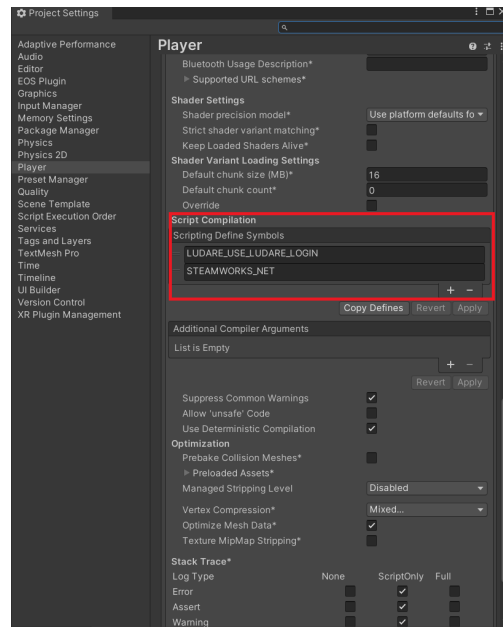 Project Settings
Adaptive Performance
Audio
Editor
EOS Plugin
Graphics
Input Manager
Memory Settings
Package Manager
Physics
Physics 2D
Player
Preset Manager
Quality
Scene Template
Script Execution Order
Services
Tags and Layers
TextMesh Pro
Time
Timeline
UI Builder
Version Control
XR Plugin Management
Player
Bluetooth Usage Description*
Supported URL schemes*
Shader Settings
Shader precision model* Use platform defaults fo
Strict shader variant matching*
Keep Loaded Shaders Alive*
Shader Variant Loading Settings
Default chunk size (MB)* 16
Default chunk count* 0
Override
Script Compilation
Scripting Define Symbols
LUDARE_USE_LUDARE_LOGIN
STEAMWORKS_NET
+ −
Copy Defines Revert Apply
Additional Compiler Arguments
List is Empty
+ −
Revert Apply
Suppress Common Warnings
Allow 'unsafe' Code
Use Deterministic Compilation
Optimization
Prebake Collision Meshes*
Preloaded Assets*
Managed Stripping Level Disabled
Vertex Compression* Mixed...
Optimize Mesh Data*
Texture MipMap Stripping*
Stack Trace*
Log Type None ScriptOnly Full
Error
Assert
Warning